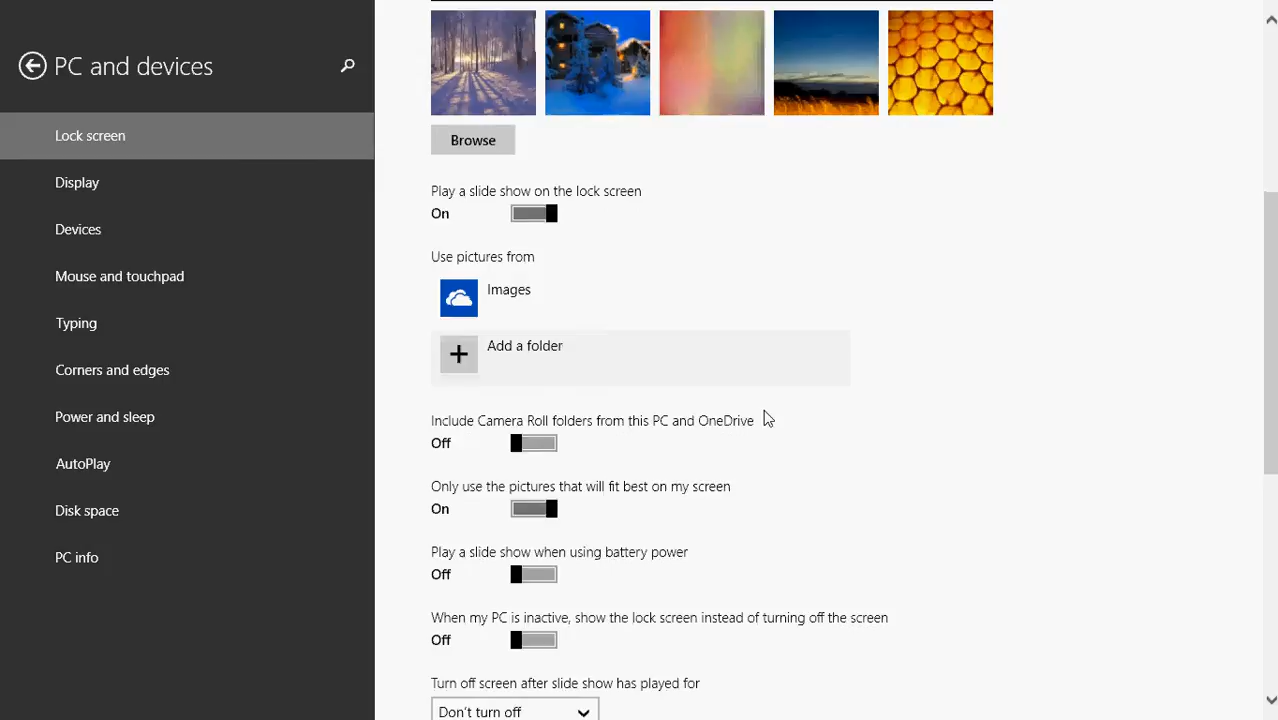 PC and devices
Lock screen
Display
Devices
Mouse and touchpad
Typing
Corners and edges
Power and sleep
AutoPlay
Disk space
PC info
Browse
Play a slide show on the lock screen
On
Use pictures from
Images
Add a folder
Include Camera Roll folders from this PC and OneDrive
Off
Only use the pictures that will fit best on my screen
On
Play a slide show when using battery power
Off
When my PC is inactive, show the lock screen instead of turning off the screen
Off
Turn off screen after slide show has played for
Don't turn off